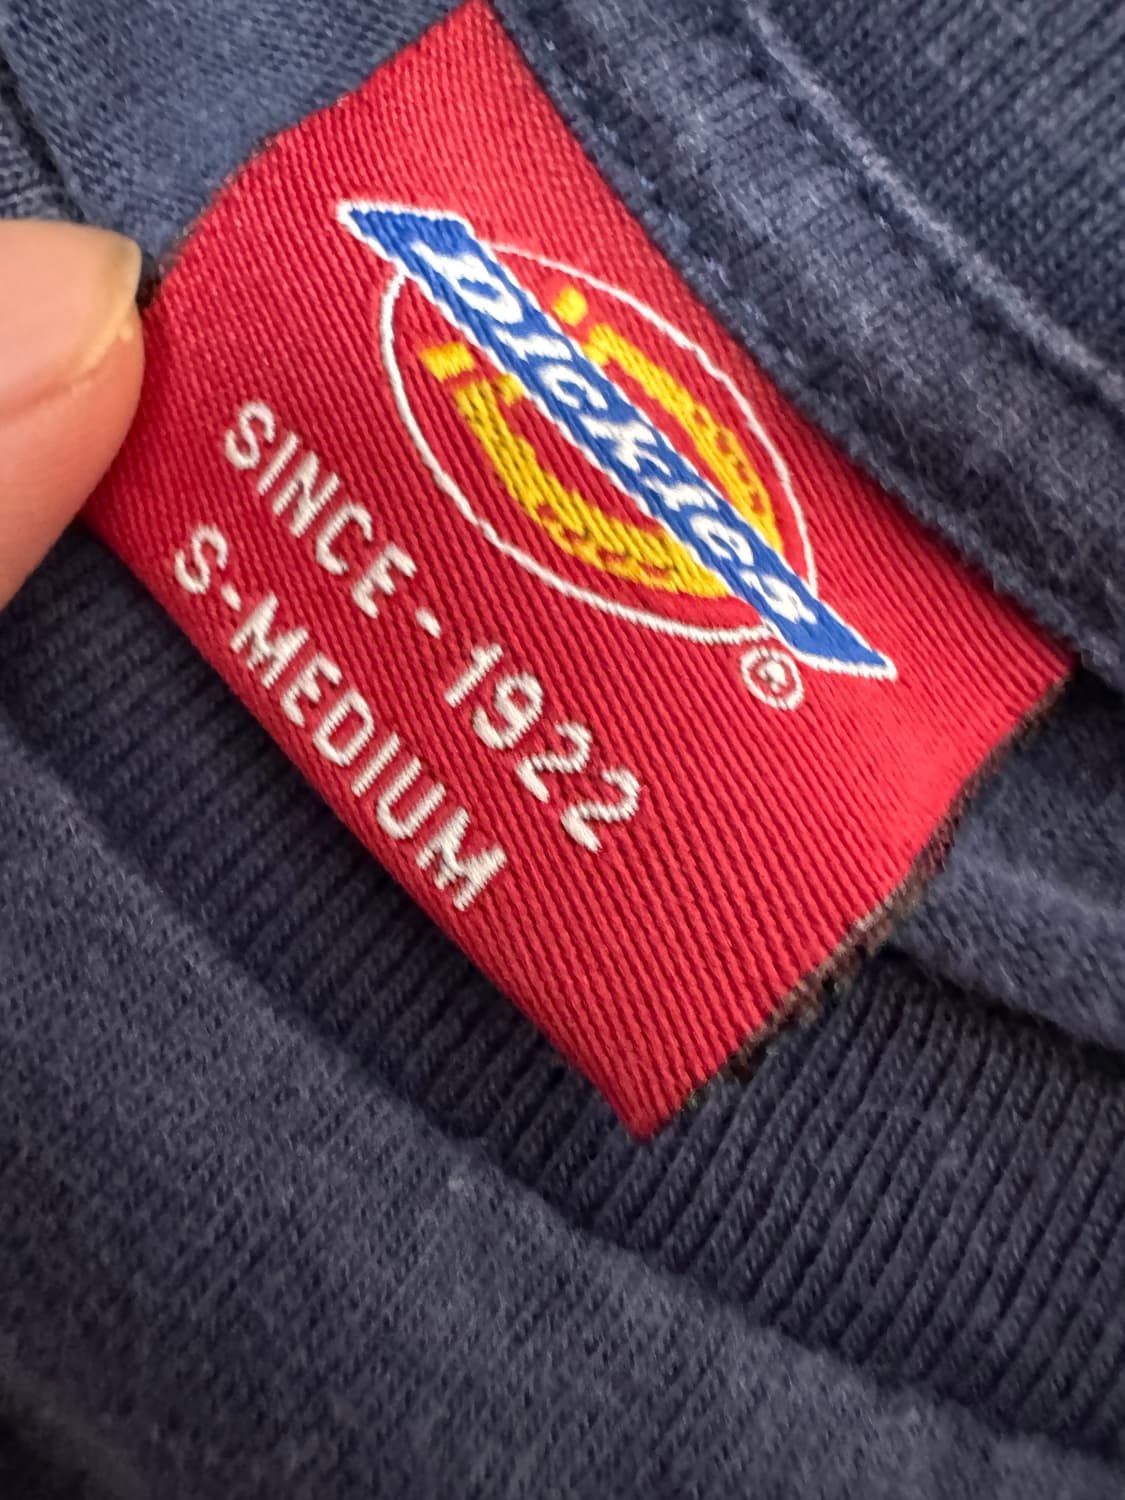 Dickies
®
SINCE-1922
S-MEDIUM